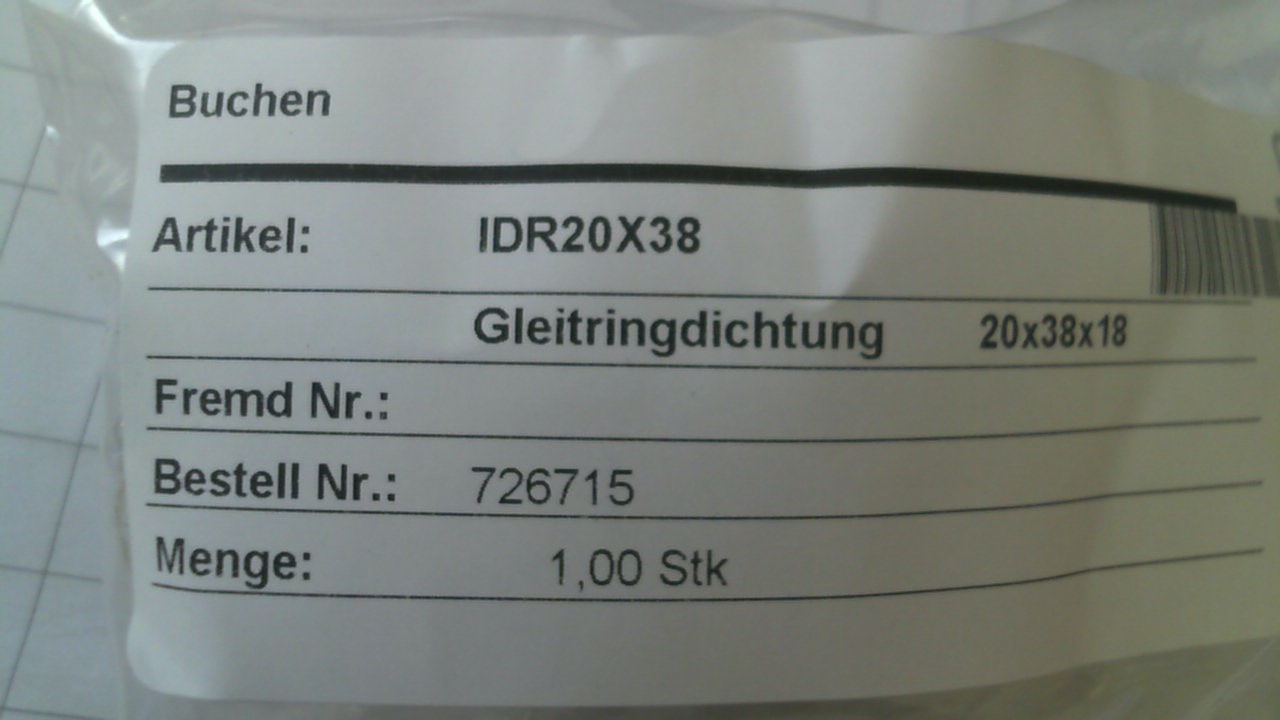 Buchen
Artikel: IDR20X38
Gleitringdichtung 20x38x18
Fremd Nr.:
Bestell Nr.: 726715
Menge: 1,00 Stk